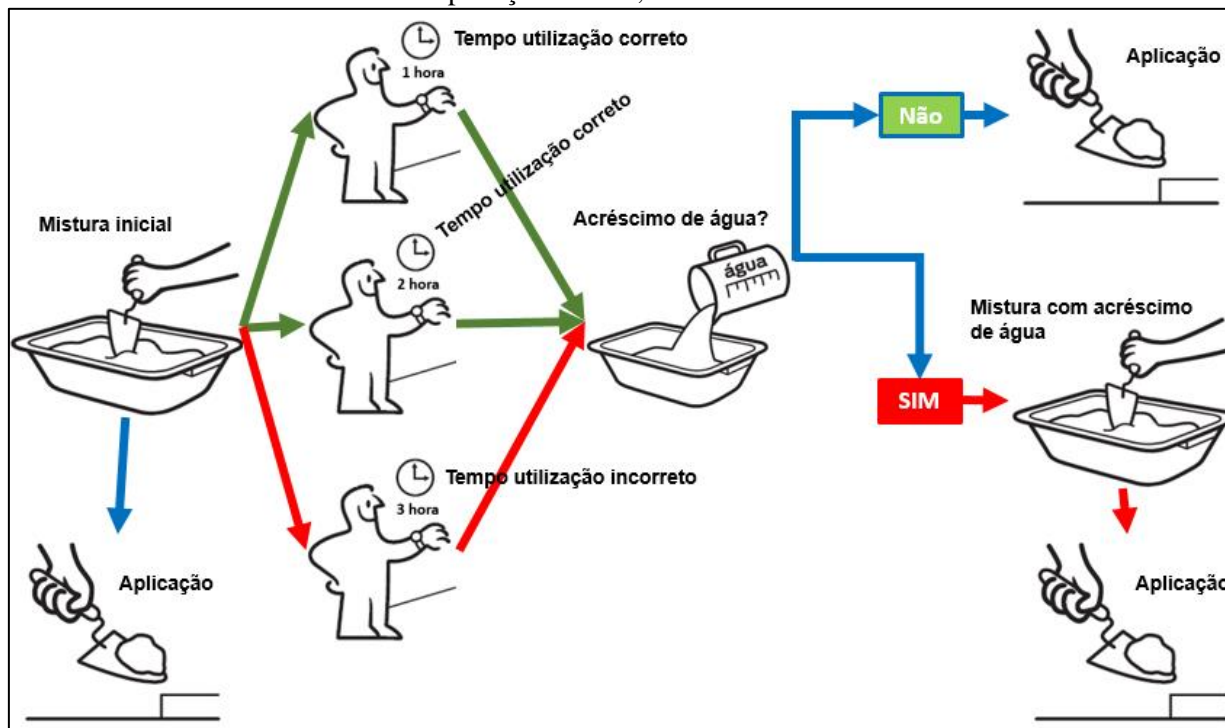 Tempo utilização correto
1 hora
Aplicação
Não
Tempo utilização correto
Mistura inicial
Acréscimo de água?
água
2 hora
Mistura com acréscimo
de água
SIM
Tempo utilização incorreto
3 hora
Aplicação
Aplicação